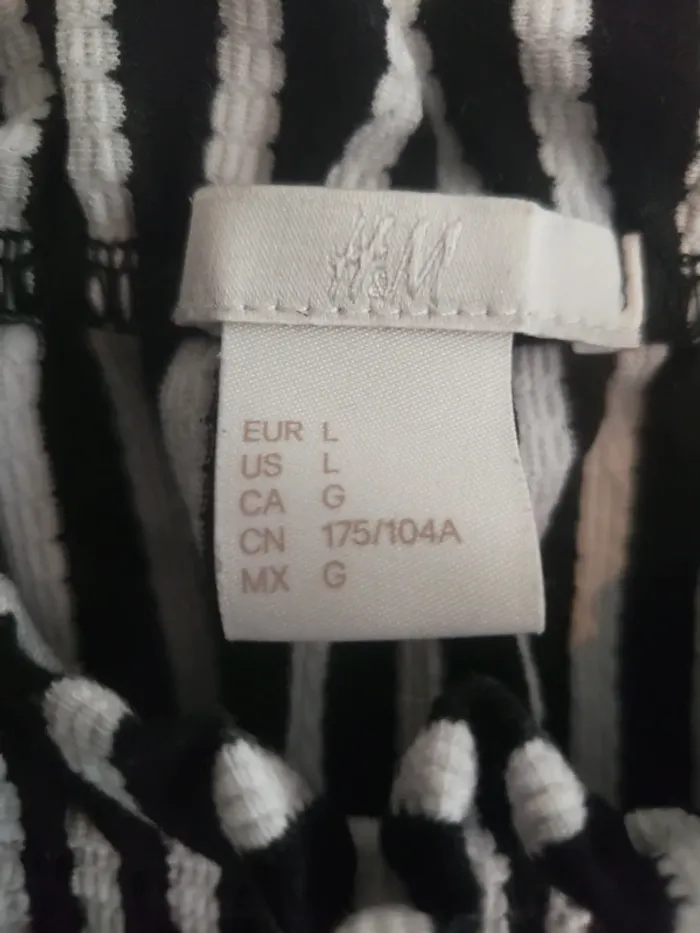 H&M
EUR L
US L
CA G
CN 175/104A
MX G